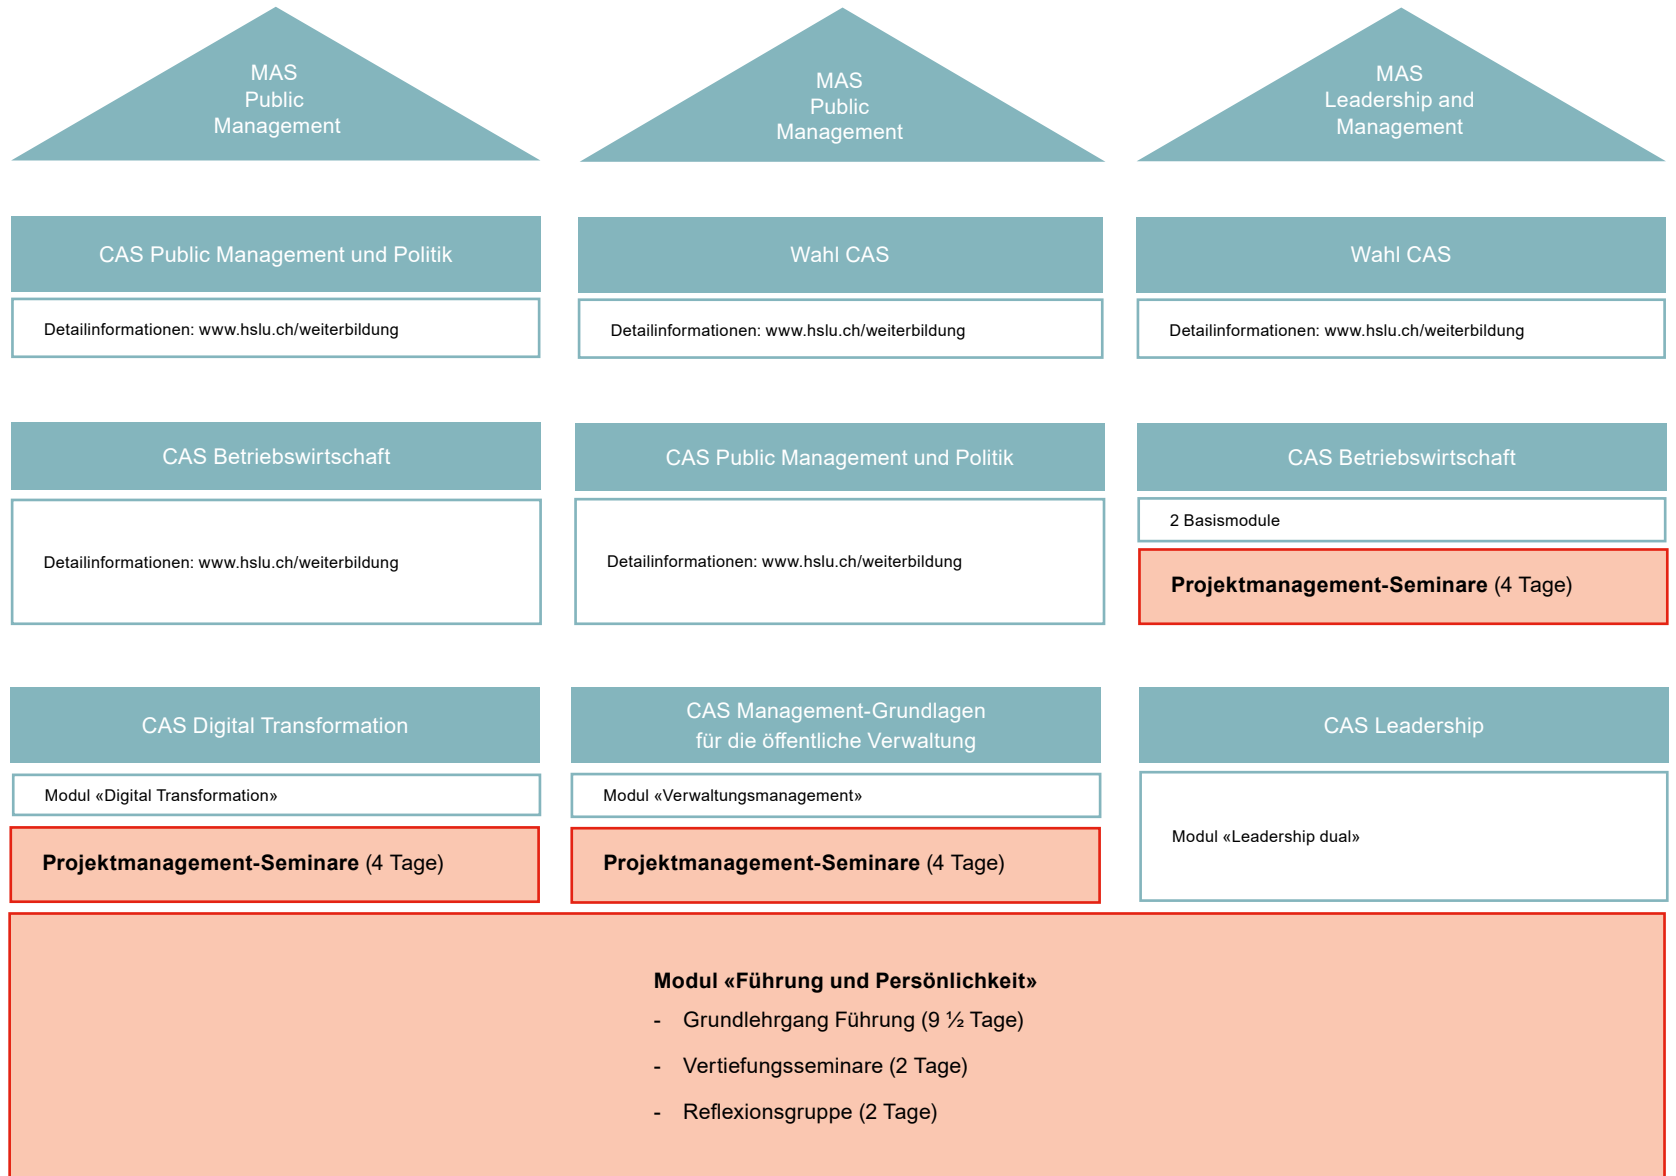 MAS
Public
Management
MAS
Public
Management
MAS
Leadership and
Management
CAS Public Management und Politik
Wahl CAS
Wahl CAS
Detailinformationen: www.hslu.ch/weiterbildung
Detailinformationen: www.hslu.ch/weiterbildung
Detailinformationen: www.hslu.ch/weiterbildung
CAS Betriebswirtschaft
CAS Public Management und Politik
CAS Betriebswirtschaft
Detailinformationen: www.hslu.ch/weiterbildung
Detailinformationen: www.hslu.ch/weiterbildung
2 Basismodule
Projektmanagement-Seminare (4 Tage)
CAS Digital Transformation
CAS Management-Grundlagen
für die öffentliche Verwaltung
CAS Leadership
Modul «Digital Transformation»
Modul «Verwaltungsmanagement»
Modul «Leadership dual»
Projektmanagement-Seminare (4 Tage)
Projektmanagement-Seminare (4 Tage)
Modul «Führung und Persönlichkeit»
- Grundlehrgang Führung (9 ½ Tage)
- Vertiefungsseminare (2 Tage)
- Reflexionsgruppe (2 Tage)